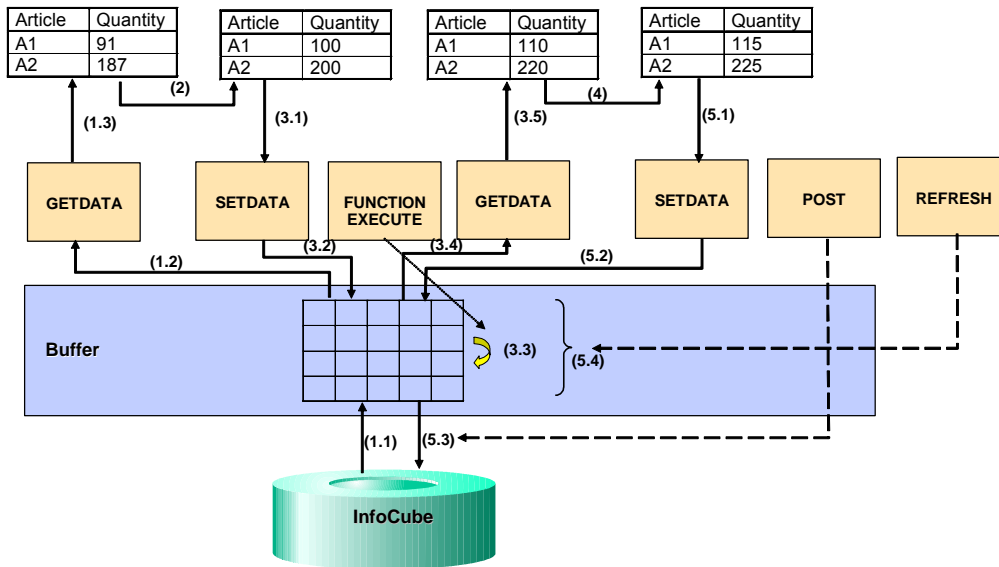 Article Quantity
A1 91
A2 187
Article Quantity
A1 100
A2 200
Article Quantity
A1 110
A2 220
Article Quantity
A1 115
A2 225
(2)
(4)
(1.3)
(3.1)
(3.5)
(5.1)
GETDATA
SETDATA
FUNCTION
EXECUTE
GETDATA
SETDATA
POST
REFRESH
(1.2)
(3.2)
(3.4)
(5.2)
Buffer
(3.3)
(5.4)
(1.1)
(5.3)
InfoCube